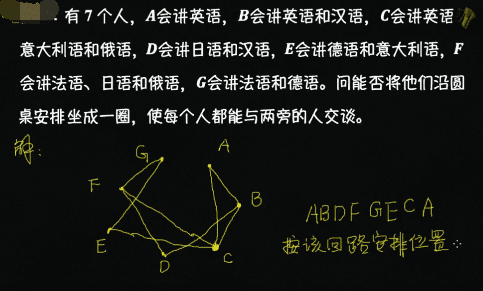 . 有 7 个人，A会讲英语，B会讲英语和汉语，C会讲英语
意大利语和俄语，D会讲日语和汉语，E会讲德语和意大利语，F
会讲法语、日语和俄语，G会讲法语和德语。问能否将他们沿圆
桌安排坐成一圈，使每个人都能与两旁的人交谈。
解：
G
A
F
B
E
D
C
ABDFGECA
按该回路安排位置